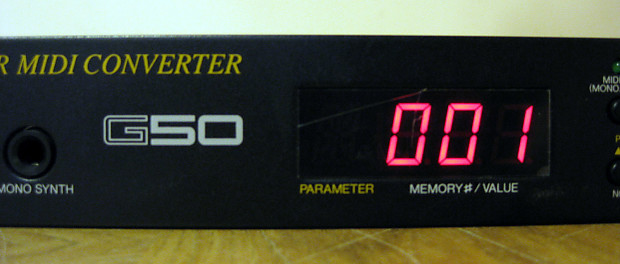 R MIDI CONVERTER
G50
001
MONO SYNTH
PARAMETER
MEMORY#/VALUE
MIDI
(MONO
P
N